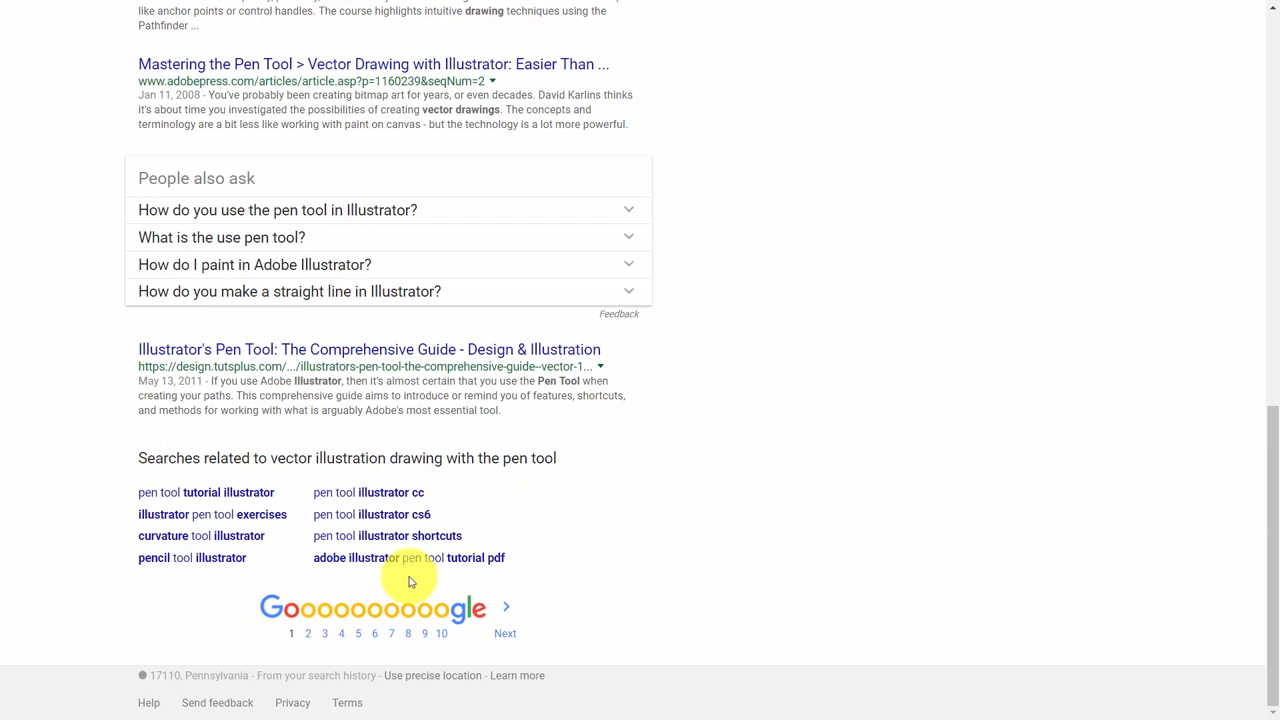 like anchor points or control handles. The course highlights intuitive drawing techniques using the
Pathfinder ...
Mastering the Pen Tool > Vector Drawing with Illustrator: Easier Than ...
www.adobepress.com/articles/article.asp?p=1160239&seqNum=2
Jan 11, 2008 - You've probably been creating bitmap art for years, or even decades. David Karlins thinks
it's about time you investigated the possibilities of creating vector drawings. The concepts and
terminology are a bit less like working with paint on canvas - but the technology is a lot more powerful.
People also ask
How do you use the pen tool in Illustrator?
What is the use pen tool?
How do I paint in Adobe Illustrator?
How do you make a straight line in Illustrator?
Feedback
Illustrator's Pen Tool: The Comprehensive Guide - Design & Illustration
https://design.tutsplus.com/.../illustrators-pen-tool-the-comprehensive-guide--vector-1...
May 13, 2011 - If you use Adobe Illustrator, then it's almost certain that you use the Pen Tool when
creating your paths. This comprehensive guide aims to introduce or remind you of features, shortcuts,
and methods for working with what is arguably Adobe's most essential tool.
Searches related to vector illustration drawing with the pen tool
pen tool tutorial illustrator pen tool illustrator cc
illustrator pen tool exercises pen tool illustrator cs6
curvature tool illustrator pen tool illustrator shortcuts
pencil tool illustrator adobe illustrator pen tool tutorial pdf
Goooooooooogle >
1 2 3 4 5 6 7 8 9 10 Next
17110, Pennsylvania - From your search history - Use precise location - Learn more
Help Send feedback Privacy Terms